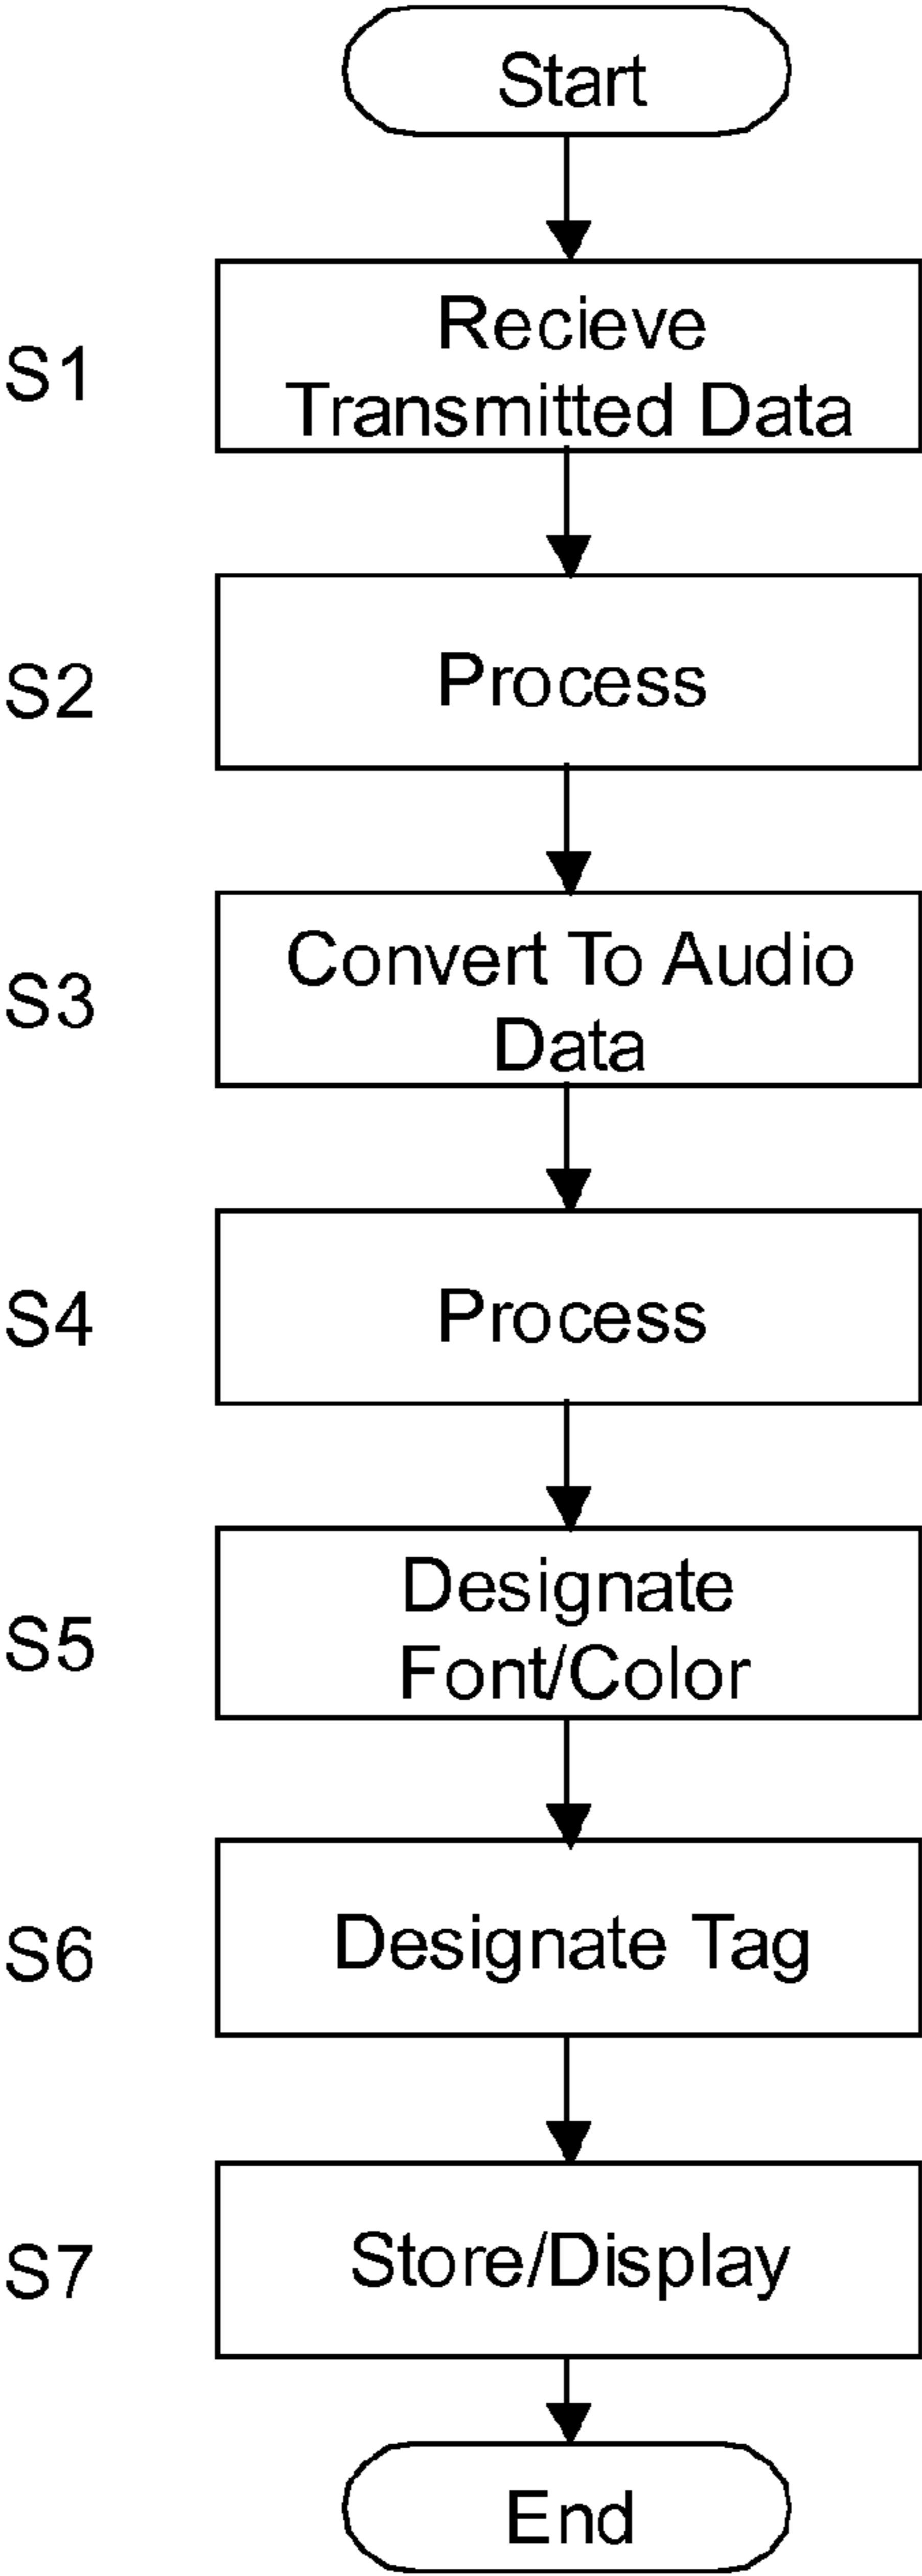 Start
S1
Recieve
Transmitted Data
S2
Process
S3
Convert To Audio
Data
S4
Process
S5
Designate
Font/Color
S6
Designate Tag
S7
Store/Display
End